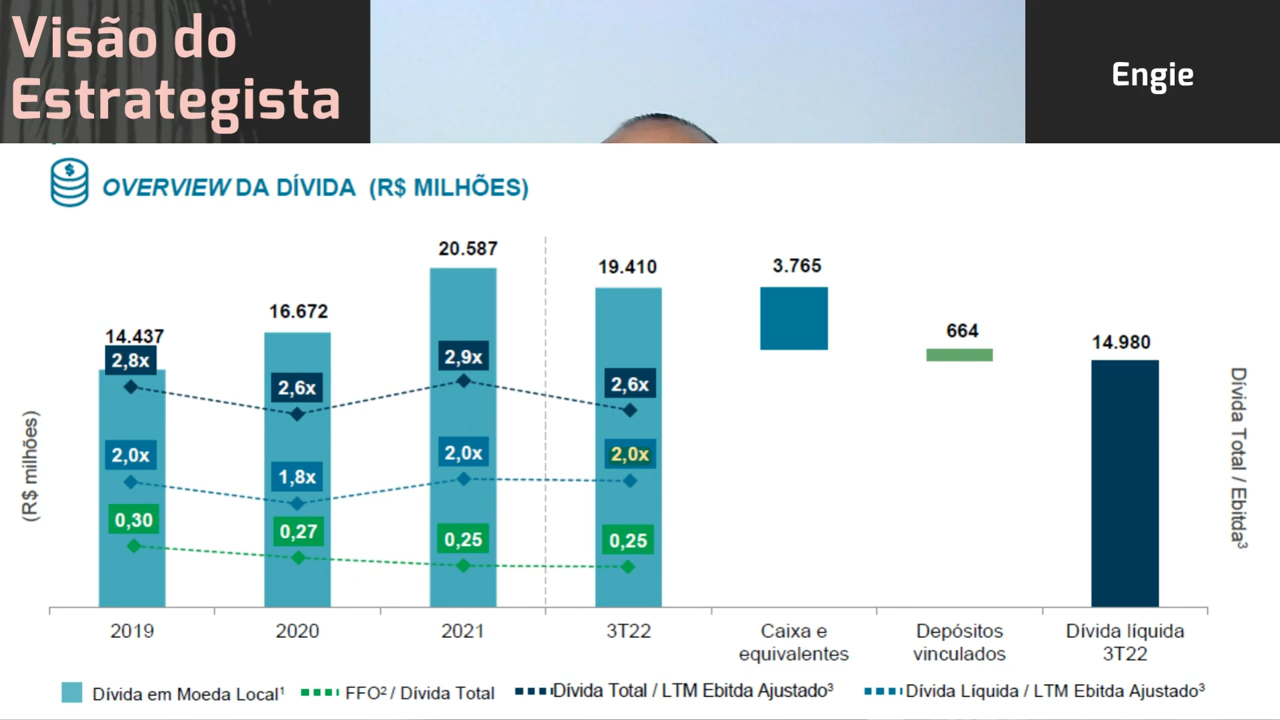 Visão do
Estrategista
Engie
$
OVERVIEW DA DÍVIDA (R$ MILHÕES)
14.437
16.672
20.587
19.410
3.765
664
14.980
2,8x
2,6x
2,9x
2,6x
2,0x
1,8x
2,0x
2,0x
0,30
0,27
0,25
0,25
(R$ milhões)
Dívida Total / Ebitda³
2019
2020
2021
3T22
Caixa e
equivalentes
Depósitos
vinculados
Dívida líquida
3T22
Dívida em Moeda Local¹
FFO² / Dívida Total
Dívida Total / LTM Ebitda Ajustado³
Dívida Líquida / LTM Ebitda Ajustado³